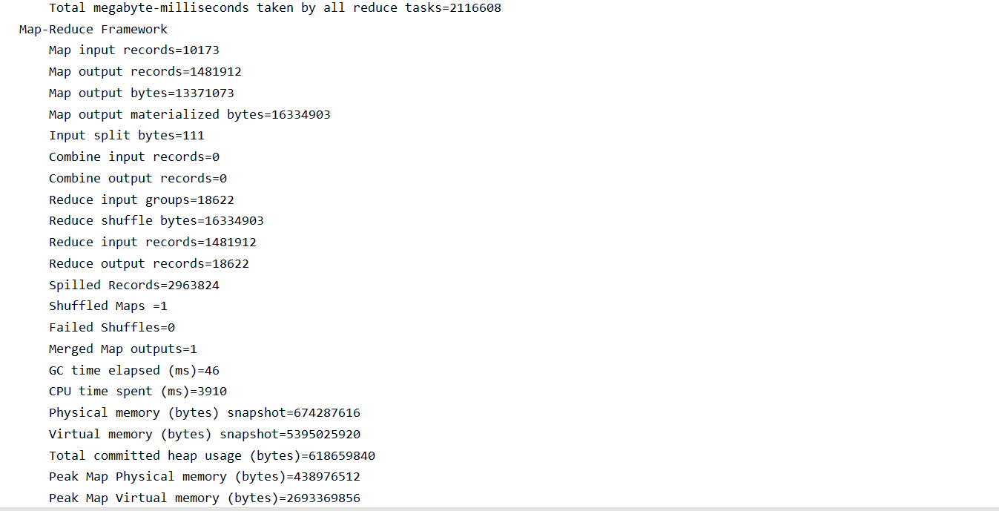 Total megabyte-milliseconds taken by all reduce tasks=2116608
Map-Reduce Framework
Map input records=10173
Map output records=1481912
Map output bytes=13371073
Map output materialized bytes=16334903
Input split bytes=111
Combine input records=0
Combine output records=0
Reduce input groups=18622
Reduce shuffle bytes=16334903
Reduce input records=1481912
Reduce output records=18622
Spilled Records=2963824
Shuffled Maps =1
Failed Shuffles=0
Merged Map outputs=1
GC time elapsed (ms)=46
CPU time spent (ms)=3910
Physical memory (bytes) snapshot=674287616
Virtual memory (bytes) snapshot=5395025920
Total committed heap usage (bytes)=618659840
Peak Map Physical memory (bytes)=438976512
Peak Map Virtual memory (bytes)=2693369856